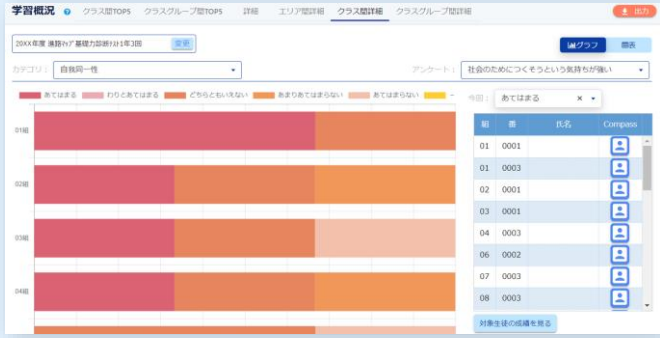 学習概況 クラス間TOPS クラスグループ間TOPS 詳細 エリア間詳細 クラス間詳細 クラスグループ間詳細 出力
20XX年度 進路マップ 基礎力診断テスト1年3回 変更 グラフ 図表
カテゴリ： 自我同一性 アンケート： 社会のためにつくそうという気持ちが強い
あてはまる わりとあてはまる どちらともいえない あまりあてはまらない あてはまらない - 今回： あてはまる ×
組 番 氏名 Compass
01組 01 0001
01 0003
02組 02 0001
03 0001
03組 04 0003
06 0002
07 0003
04組 08 0003
対象生徒の成績を見る